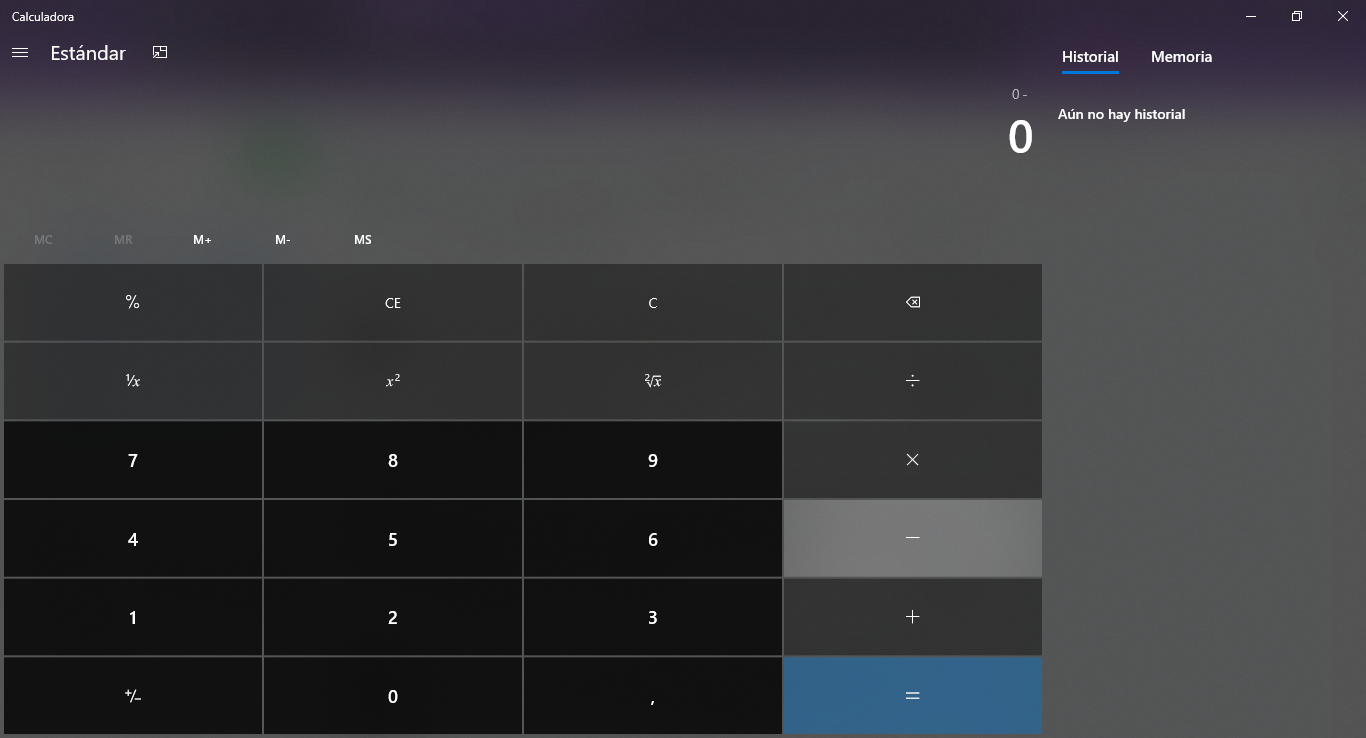 Calculadora
Estándar
Historial Memoria
0 -
Aún no hay historial
0
MC MR M+ M- MS
% CE C
⅟x x² ²√x ÷
7 8 9 ×
4 5 6 −
1 2 3 +
+/− 0 , =